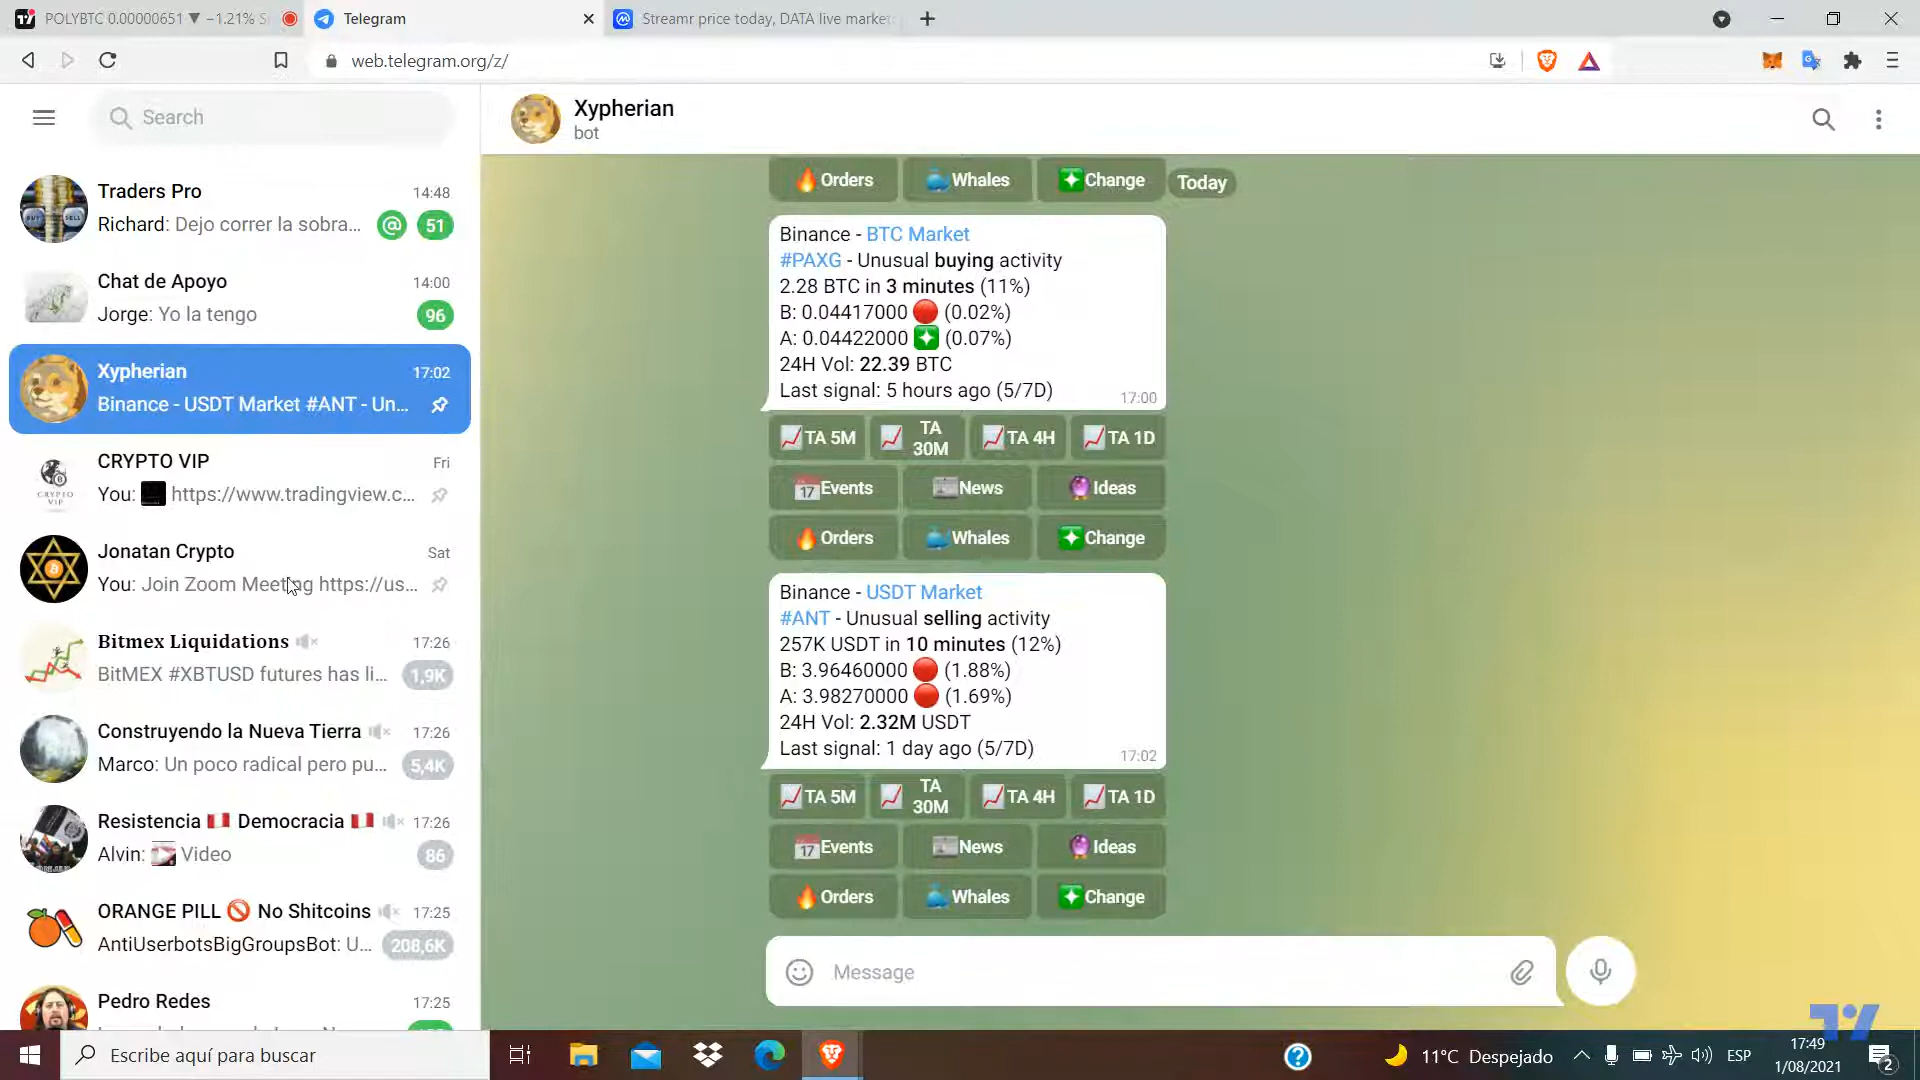 POLYBTC 0.00000651 ▼ −1.21%
Telegram
Streamr price today, DATA live market
web.telegram.org/z/
Search
Traders Pro 14:48
Richard: Dejo correr la sobra... @ 51
Chat de Apoyo 14:00
Jorge: Yo la tengo 96
Xypherian 17:02
Binance - USDT Market #ANT - Un...
CRYPTO VIP Fri
You: https://www.tradingview.c...
Jonatan Crypto Sat
You: Join Zoom Meeting https://us...
Bitmex Liquidations 17:26
BitMEX #XBTUSD futures has li... 1,9K
Construyendo la Nueva Tierra 17:26
Marco: Un poco radical pero pu... 5,4K
Resistencia 🇵🇪 Democracia 🇵🇪 17:26
Alvin: Video 86
ORANGE PILL 🚫 No Shitcoins 17:25
AntiUserbotsBigGroupsBot: U... 208,6K
Pedro Redes 17:25
Xypherian
bot
🔥Orders 🐳Whales Change Today
Binance - BTC Market
#PAXG - Unusual buying activity
2.28 BTC in 3 minutes (11%)
B: 0.04417000 🔴 (0.02%)
A: 0.04422000 (0.07%)
24H Vol: 22.39 BTC
Last signal: 5 hours ago (5/7D) 17:00
📈TA 5M 📈TA 30M 📈TA 4H 📈TA 1D
17 Events News Ideas
🔥Orders 🐳Whales Change
Binance - USDT Market
#ANT - Unusual selling activity
257K USDT in 10 minutes (12%)
B: 3.96460000 🔴 (1.88%)
A: 3.98270000 🔴 (1.69%)
24H Vol: 2.32M USDT
Last signal: 1 day ago (5/7D) 17:02
📈TA 5M 📈TA 30M 📈TA 4H 📈TA 1D
17 Events News Ideas
🔥Orders 🐳Whales Change
Message
Escribe aquí para buscar
11°C Despejado
ESP
17:49
1/08/2021
2